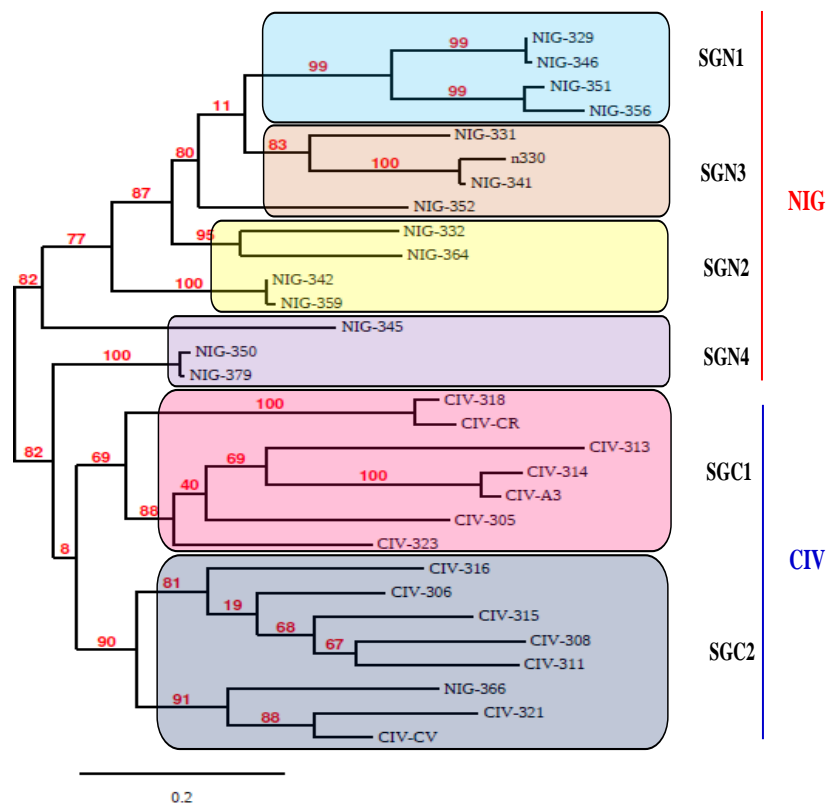 99
99
NIG-329
NIG-346
SGN1
99
NIG-351
NIG-356
11
83
NIG-331
100
n330
NIG-341
SGN3
80
NIG-352
NIG
87
95
NIG-332
NIG-364
77
SGN2
100
NIG-342
NIG-359
82
NIG-345
100
NIG-350
NIG-379
SGN4
100
CIV-318
CIV-CR
82
69
69
CIV-313
100
CIV-314
CIV-A3
SGC1
40
88
CIV-305
CIV-323
8
CIV
81
CIV-316
19
CIV-306
68
CIV-315
67
CIV-308
CIV-311
90
SGC2
91
NIG-366
88
CIV-321
CIV-CV
0.2